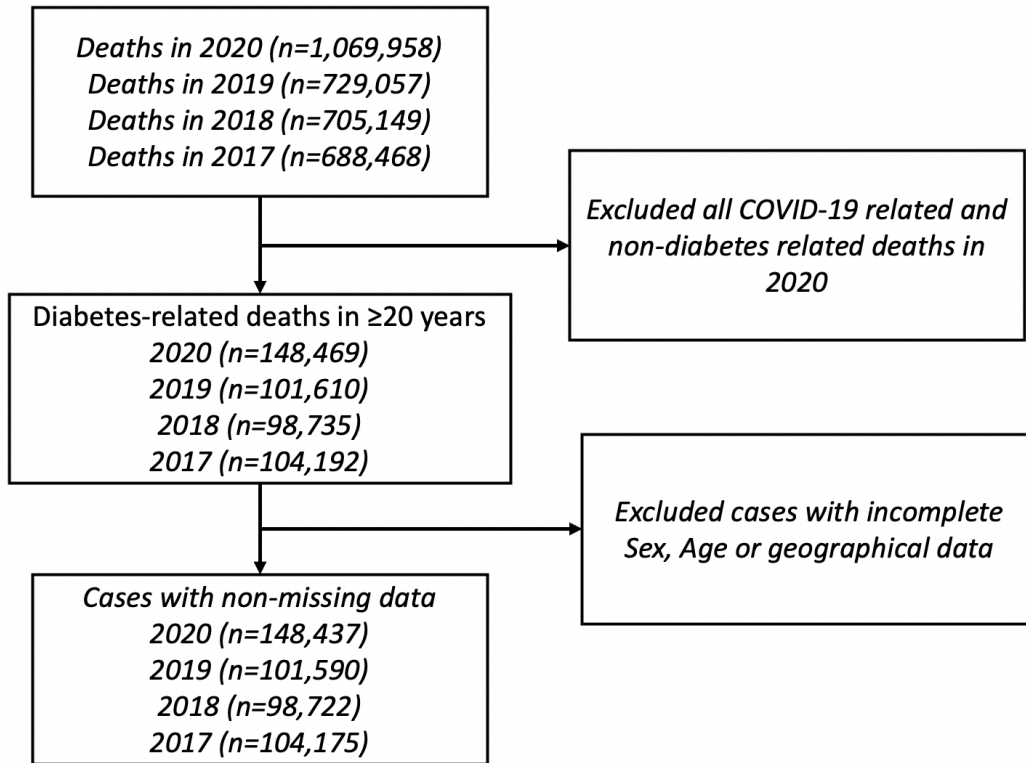 Deaths in 2020 (n=1,069,958)
Deaths in 2019 (n=729,057)
Deaths in 2018 (n=705,149)
Deaths in 2017 (n=688,468)
Excluded all COVID-19 related and
non-diabetes related deaths in
2020
Diabetes-related deaths in ≥20 years
2020 (n=148,469)
2019 (n=101,610)
2018 (n=98,735)
2017 (n=104,192)
Excluded cases with incomplete
Sex, Age or geographical data
Cases with non-missing data
2020 (n=148,437)
2019 (n=101,590)
2018 (n=98,722)
2017 (n=104,175)